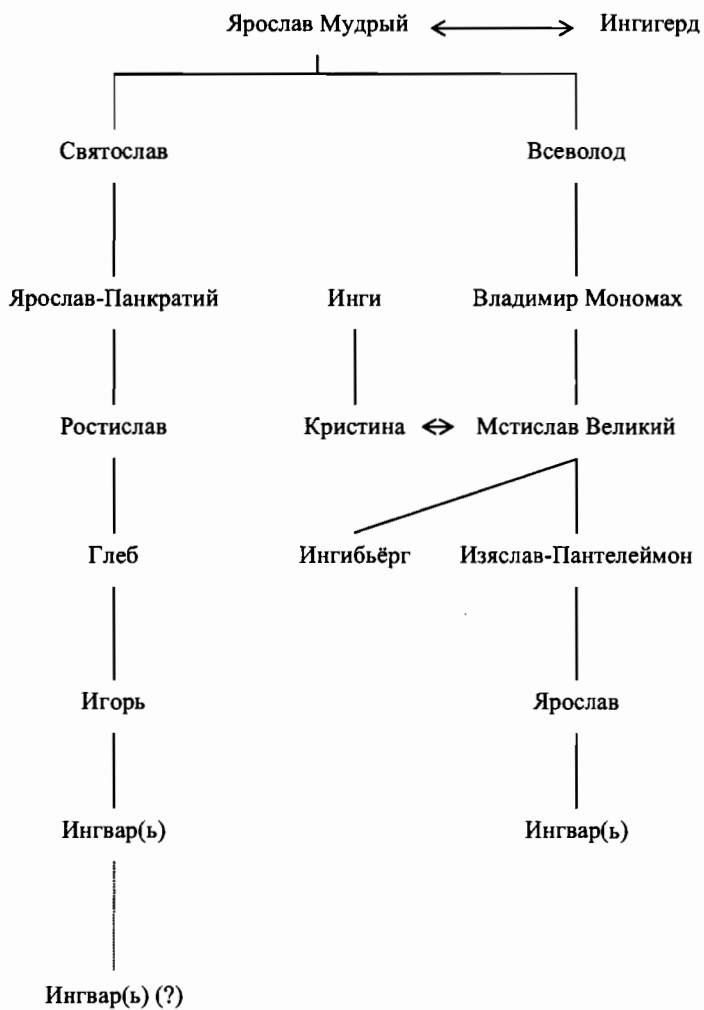 Ярослав Мудрый Ингигерд
Святослав Всеволод
Ярослав-Панкратий Инги Владимир Мономах
Ростислав Кристина Мстислав Великий
Глеб Ингибьёрг Изяслав-Пантелеймон
Игорь Ярослав
Ингвар(ь) Ингвар(ь)
Ингвар(ь) (?)